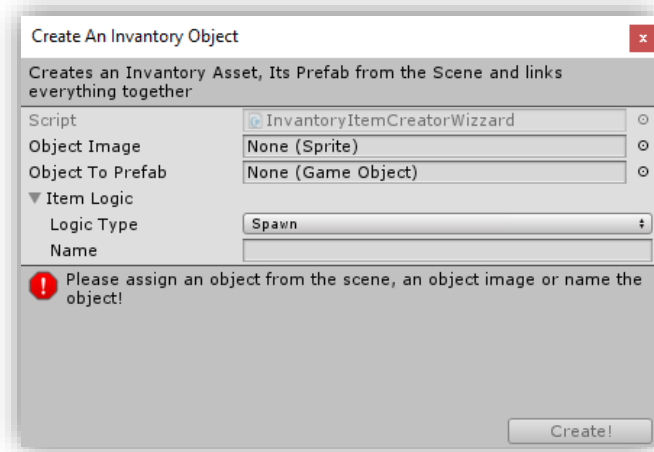 Create An Invantory Object
x
Creates an Invantory Asset, Its Prefab from the Scene and links
everything together
Script InvantoryItemCreatorWizzard
Object Image None (Sprite)
Object To Prefab None (Game Object)
Item Logic
Logic Type Spawn
Name
Please assign an object from the scene, an object image or name the
object!
Create!